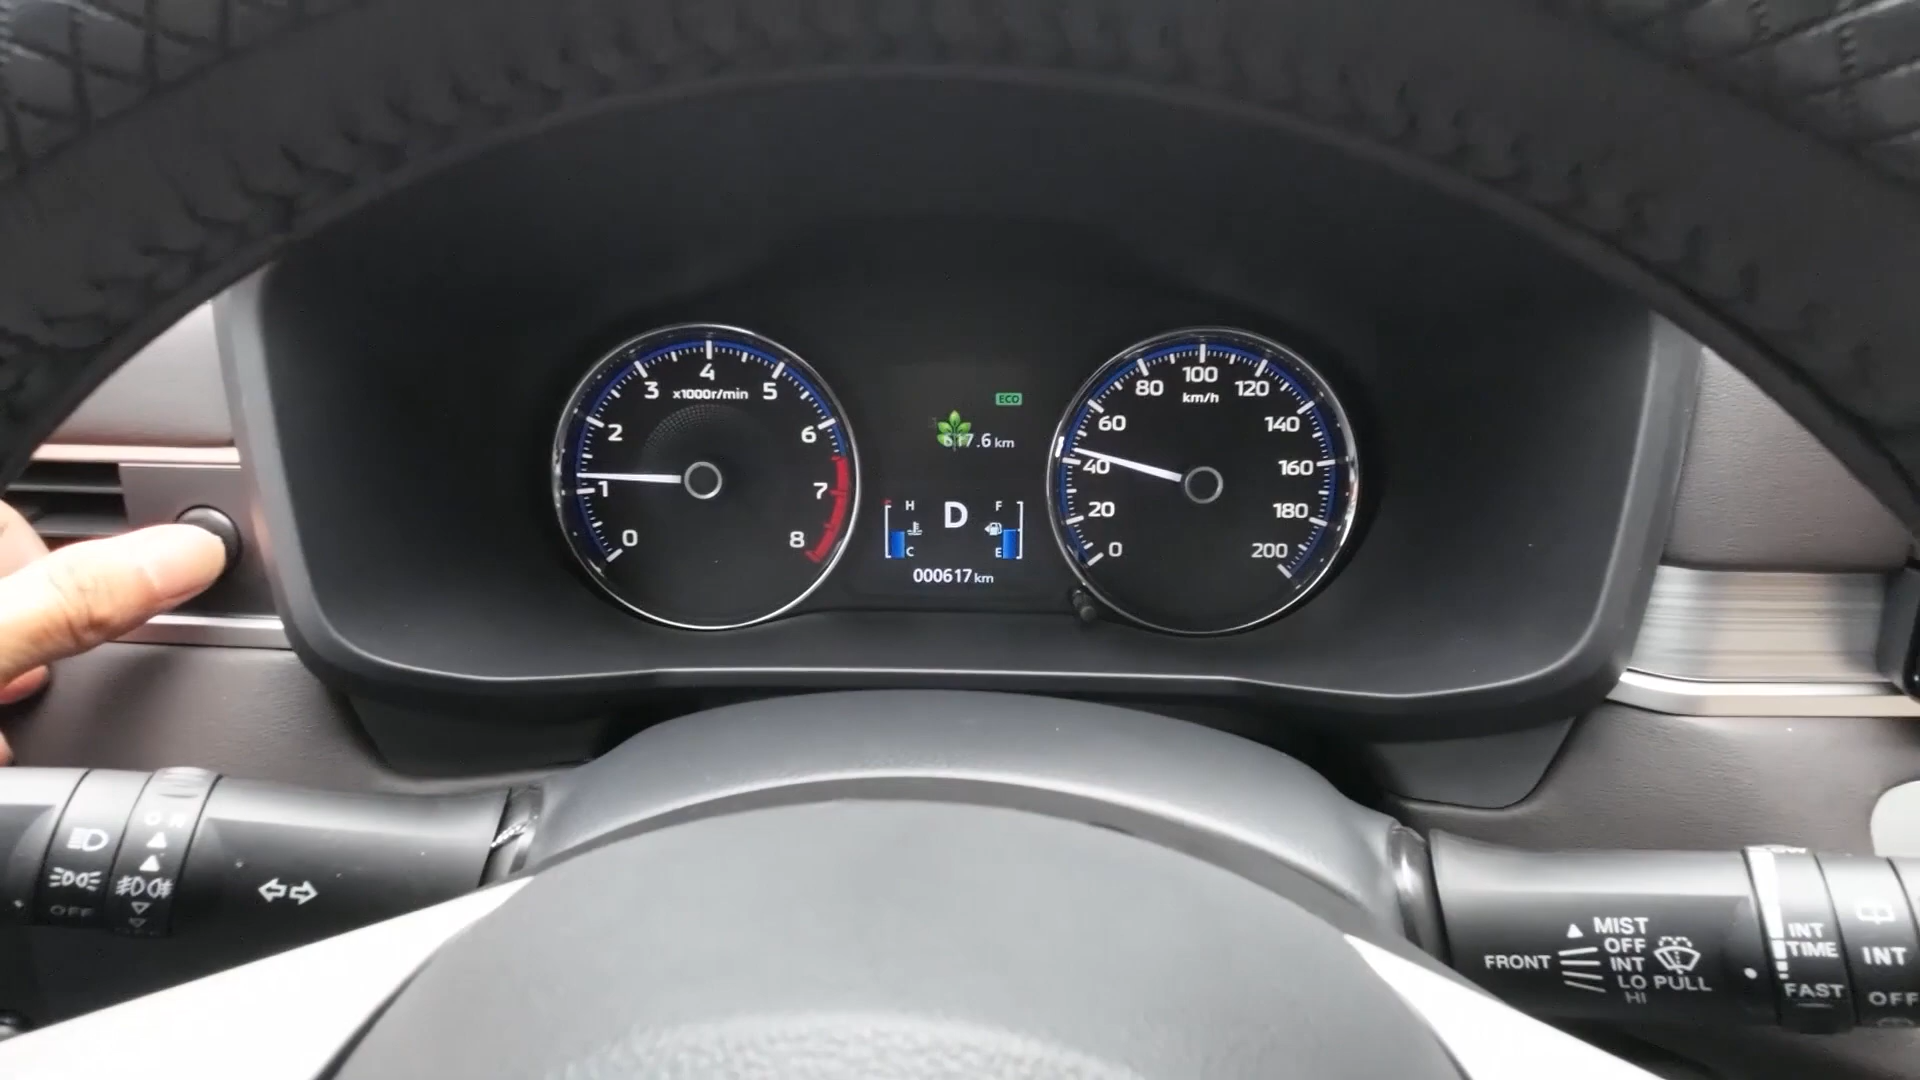 4
3
5
x1000r/min
2
6
1
7
0
8
ECO
.6 km
H
D
F
C
E
000617 km
100
80
120
km/h
60
140
40
160
20
180
0
200
OFF
MIST
OFF
FRONT
INT
LO
PULL
HI
INT
TIME
FAST
INT
OFF